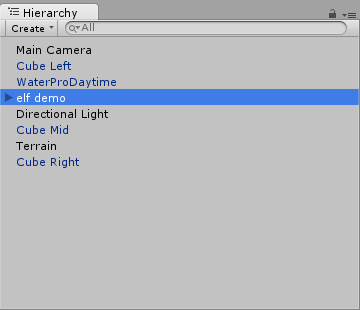 Hierarchy
Create All
Main Camera
Cube Left
WaterProDaytime
elf demo
Directional Light
Cube Mid
Terrain
Cube Right